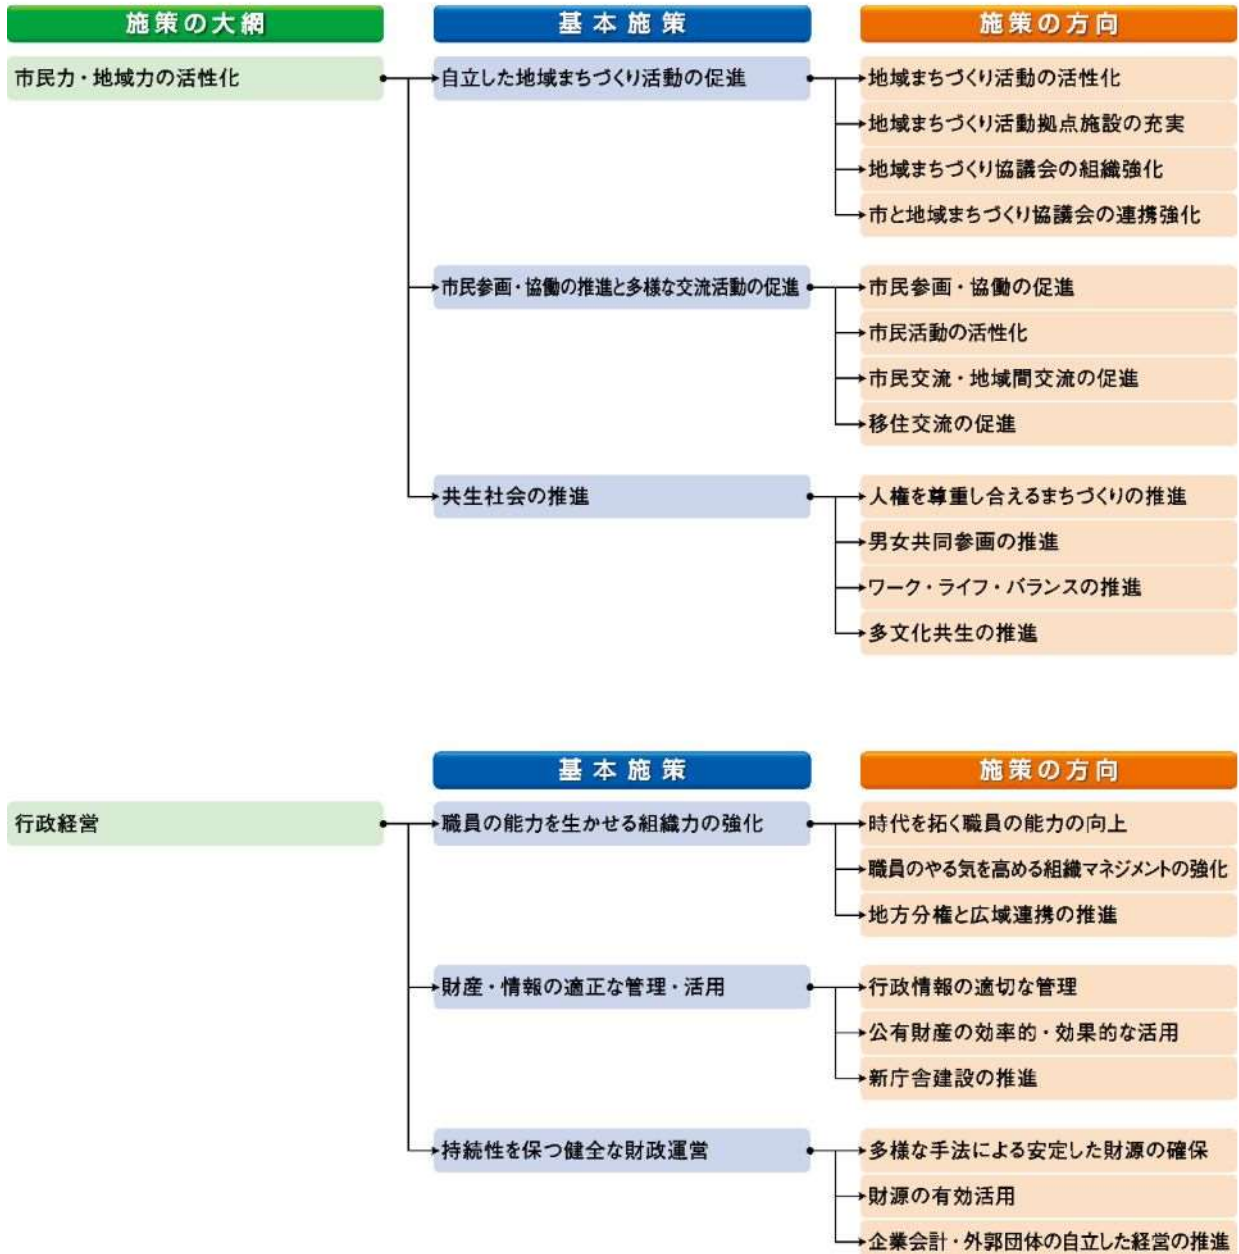 施策の大綱
基本施策
施策の方向
市民力・地域力の活性化
自立した地域まちづくり活動の促進
地域まちづくり活動の活性化
地域まちづくり活動拠点施設の充実
地域まちづくり協議会の組織強化
市と地域まちづくり協議会の連携強化
市民参画・協働の推進と多様な交流活動の促進
市民参画・協働の促進
市民活動の活性化
市民交流・地域間交流の促進
移住交流の促進
共生社会の推進
人権を尊重し合えるまちづくりの推進
男女共同参画の推進
ワーク・ライフ・バランスの推進
多文化共生の推進
基本施策
施策の方向
行政経営
職員の能力を生かせる組織力の強化
時代を拓く職員の能力の向上
職員のやる気を高める組織マネジメントの強化
地方分権と広域連携の推進
財産・情報の適正な管理・活用
行政情報の適切な管理
公有財産の効率的・効果的な活用
新庁舎建設の推進
持続性を保つ健全な財政運営
多様な手法による安定した財源の確保
財源の有効活用
企業会計・外郭団体の自立した経営の推進